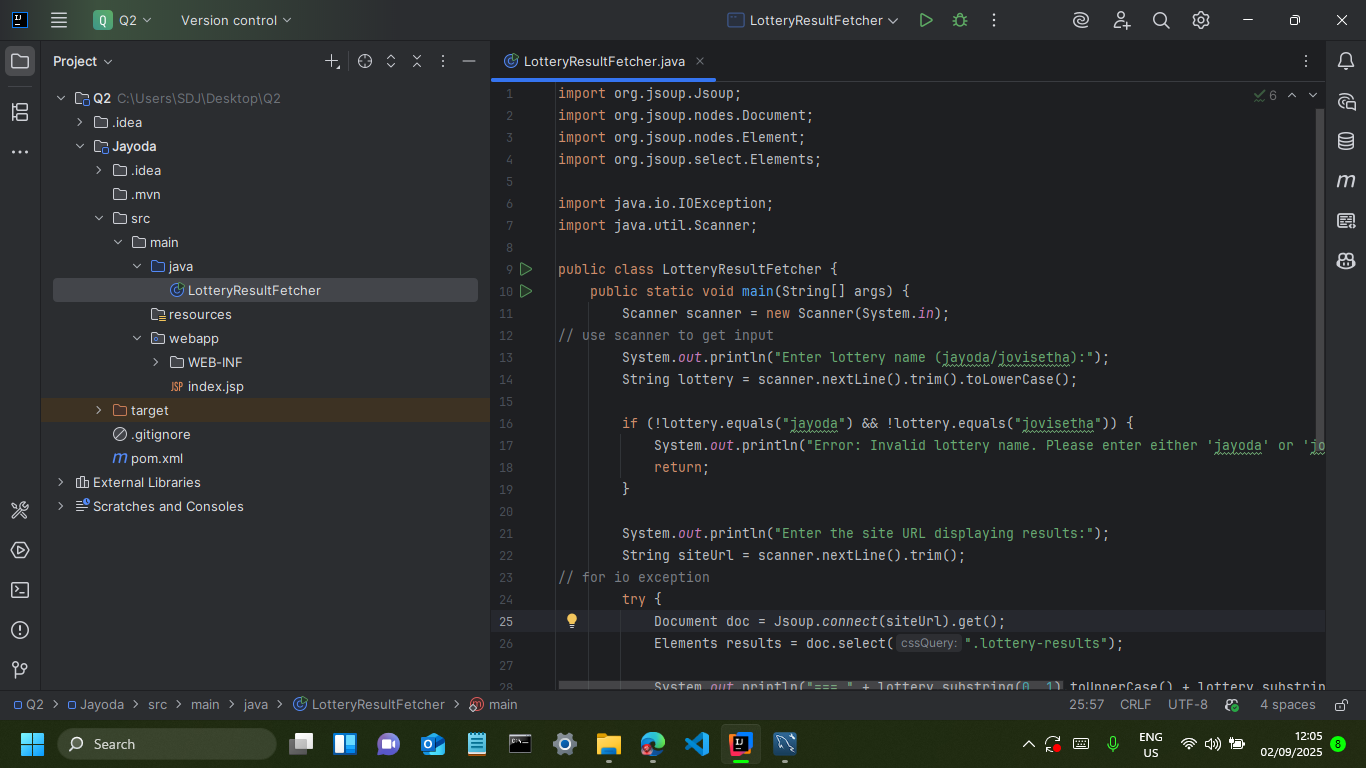 Q Q2 Version control LotteryResultFetcher
Project
LotteryResultFetcher.java
Q2 C:\Users\SDJ\Desktop\Q2
.idea
Jayoda
.idea
.mvn
src
main
java
LotteryResultFetcher
resources
webapp
WEB-INF
JSP index.jsp
target
.gitignore
m pom.xml
External Libraries
Scratches and Consoles
6
1 import org.jsoup.Jsoup;
2 import org.jsoup.nodes.Document;
3 import org.jsoup.nodes.Element;
4 import org.jsoup.select.Elements;
5
6 import java.io.IOException;
7 import java.util.Scanner;
8
9 public class LotteryResultFetcher {
10 public static void main(String[] args) {
11 Scanner scanner = new Scanner(System.in);
12 // use scanner to get input
13 System.out.println("Enter lottery name (jayoda/jovisetha):");
14 String lottery = scanner.nextLine().trim().toLowerCase();
15
16 if (!lottery.equals("jayoda") && !lottery.equals("jovisetha")) {
17 System.out.println("Error: Invalid lottery name. Please enter either 'jayoda' or 'jo
18 return;
19 }
20
21 System.out.println("Enter the site URL displaying results:");
22 String siteUrl = scanner.nextLine().trim();
23 // for io exception
24 try {
25 Document doc = Jsoup.connect(siteUrl).get();
26 Elements results = doc.select( cssQuery: ".lottery-results");
27
28 System.out.println("=== " + lottery.substring(0, 1).toUpperCase() + lottery.substrin
m
Q2 > Jayoda > src > main > java > LotteryResultFetcher > main
25:57 CRLF UTF-8 4 spaces
Search
ENG
US
12:05
02/09/2025
8